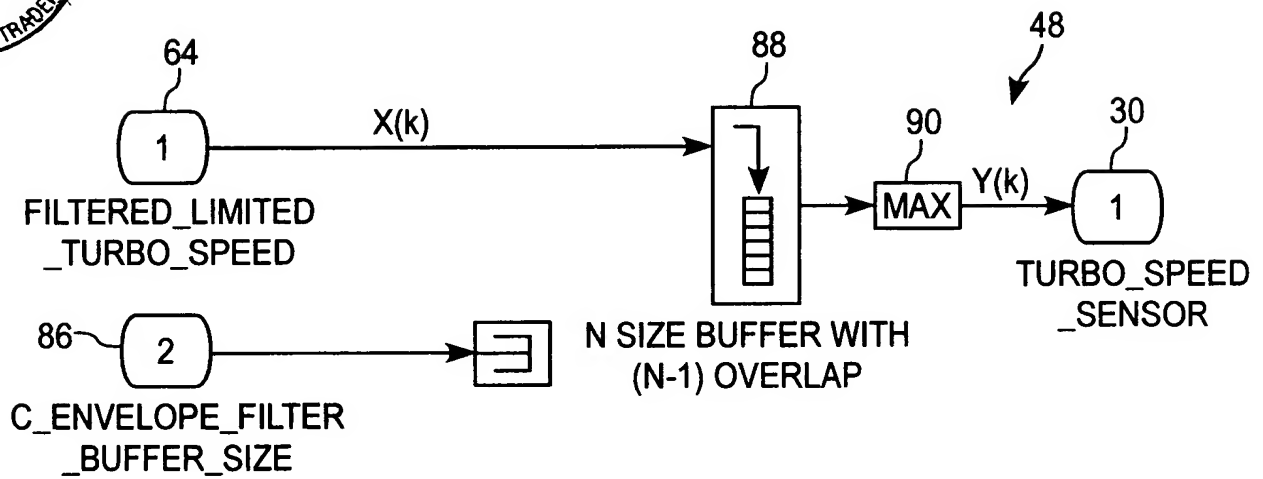 48
64
88
90
30
X(k)
1
MAX
Y(k)
1
FILTERED_LIMITED
_TURBO_SPEED
TURBO_SPEED
_SENSOR
86
2
N SIZE BUFFER WITH
(N-1) OVERLAP
C_ENVELOPE_FILTER
_BUFFER_SIZE